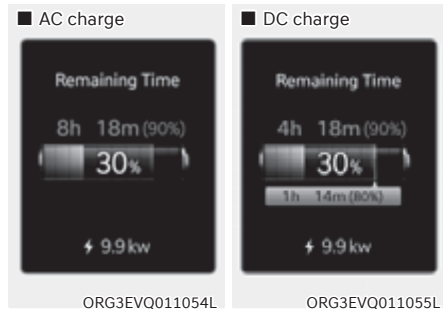 ■ AC charge
Remaining Time
8h 18m (90%)
30%
9.9 kw
ORG3EVQ011054L
■ DC charge
Remaining Time
4h 18m (90%)
30%
1h 14m (80%)
9.9 kw
ORG3EVQ011055L